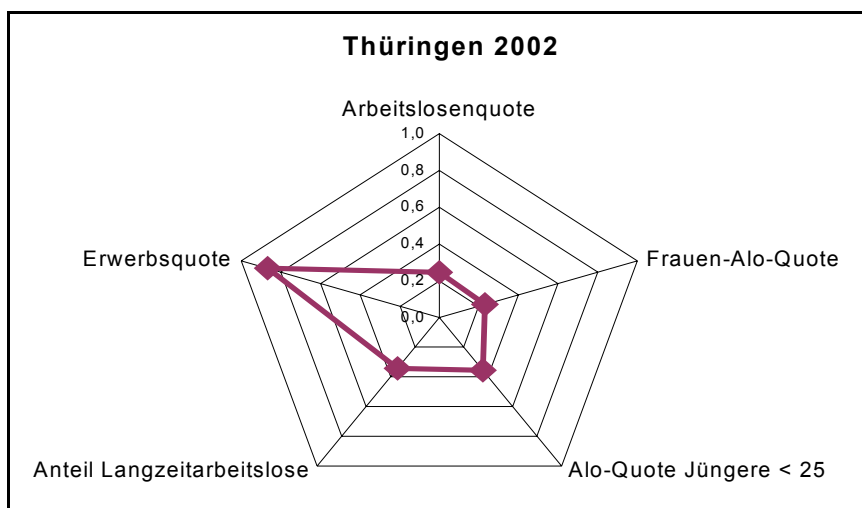 Thüringen 2002
Arbeitslosenquote
1,0
0,8
0,6
0,4
0,2
0,0
Erwerbsquote
Frauen-Alo-Quote
Anteil Langzeitarbeitslose
Alo-Quote Jüngere < 25